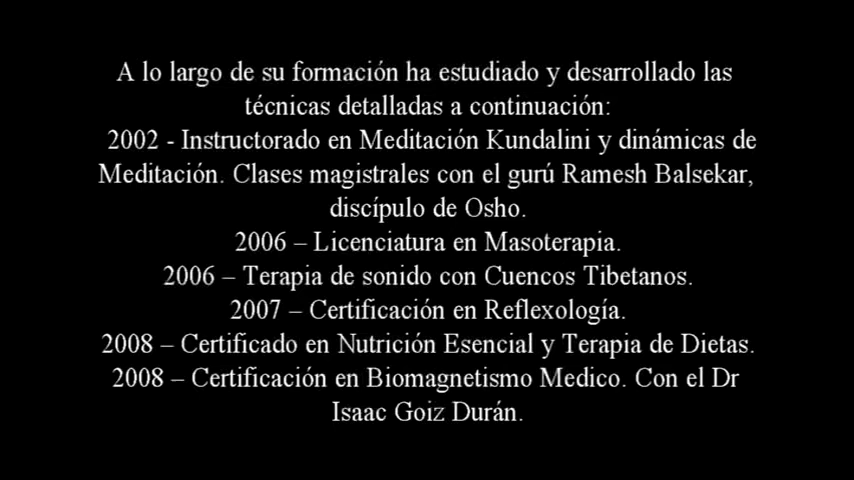 A lo largo de su formación ha estudiado y desarrollado las
técnicas detalladas a continuación:
2002 - Instructorado en Meditación Kundalini y dinámicas de
Meditación. Clases magistrales con el gurú Ramesh Balsekar,
discípulo de Osho.
2006 – Licenciatura en Masoterapia.
2006 – Terapia de sonido con Cuencos Tibetanos.
2007 – Certificación en Reflexología.
2008 – Certificado en Nutrición Esencial y Terapia de Dietas.
2008 – Certificación en Biomagnetismo Medico. Con el Dr
Isaac Goiz Durán.